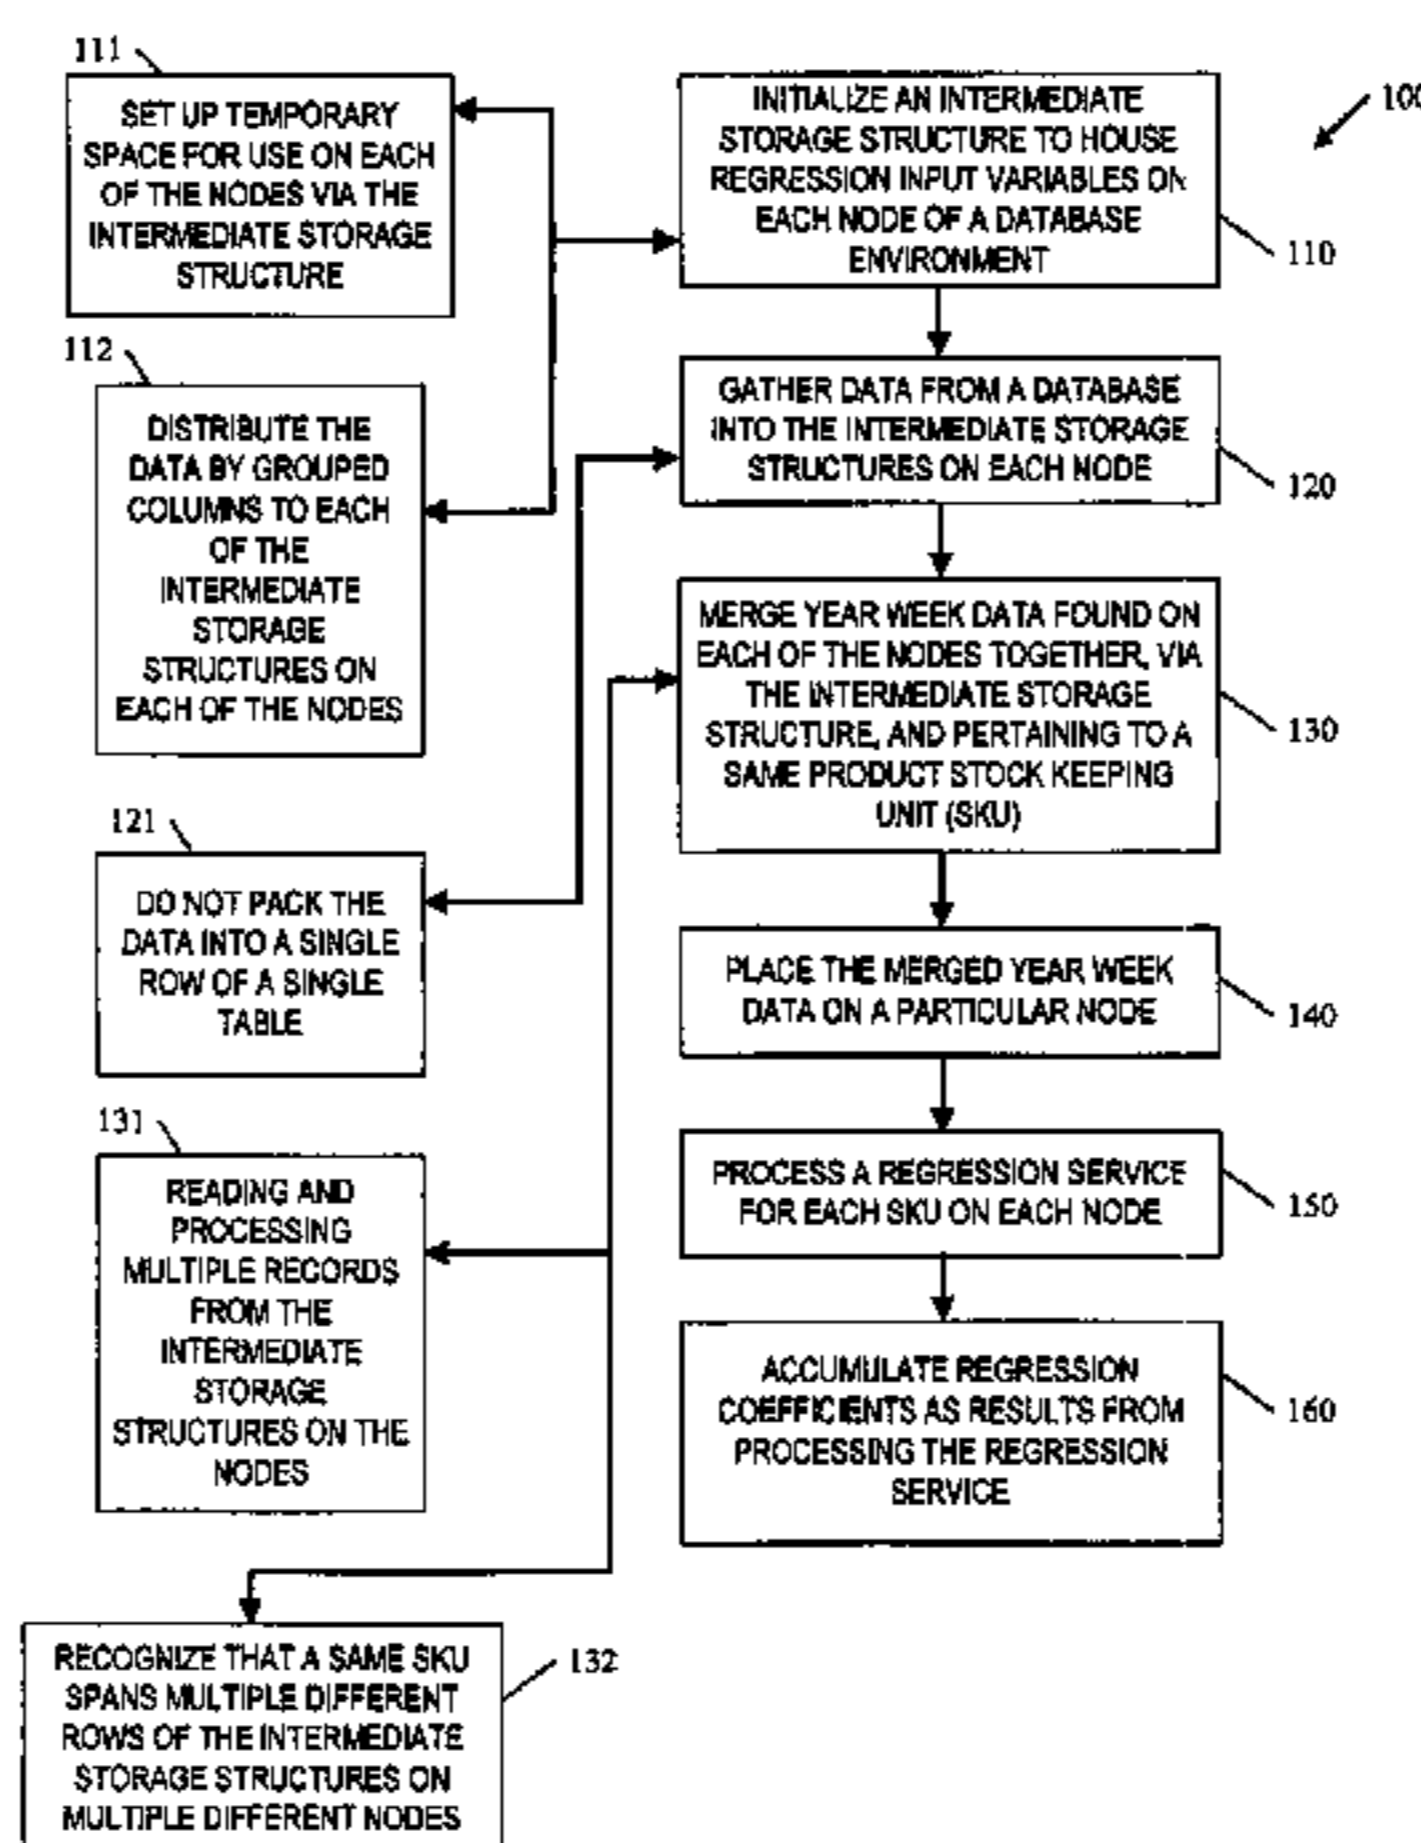 111
SET UP TEMPORARY
SPACE FOR USE ON EACH
OF THE NODES VIA THE
INTERMEDIATE STORAGE
STRUCTURE
112
DISTRIBUTE THE
DATA BY GROUPED
COLUMNS TO EACH
OF THE
INTERMEDIATE
STORAGE
STRUCTURES ON
EACH OF THE NODES
121
DO NOT PACK THE
DATA INTO A SINGLE
ROW OF A SINGLE
TABLE
131
READING AND
PROCESSING
MULTIPLE RECORDS
FROM THE
INTERMEDIATE
STORAGE
STRUCTURES ON THE
NODES
RECOGNIZE THAT A SAME SKU
SPANS MULTIPLE DIFFERENT
ROWS OF THE INTERMEDIATE
STORAGE STRUCTURES ON
MULTIPLE DIFFERENT NODES
132
100
INITIALIZE AN INTERMEDIATE
STORAGE STRUCTURE TO HOUSE
REGRESSION INPUT VARIABLES ON
EACH NODE OF A DATABASE
ENVIRONMENT
110
GATHER DATA FROM A DATABASE
INTO THE INTERMEDIATE STORAGE
STRUCTURES ON EACH NODE
120
MERGE YEAR WEEK DATA FOUND ON
EACH OF THE NODES TOGETHER, VIA
THE INTERMEDIATE STORAGE
STRUCTURE, AND PERTAINING TO A
SAME PRODUCT STOCK KEEPING
UNIT (SKU)
130
PLACE THE MERGED YEAR WEEK
DATA ON A PARTICULAR NODE
140
PROCESS A REGRESSION SERVICE
FOR EACH SKU ON EACH NODE
150
ACCUMULATE REGRESSION
COEFFICIENTS AS RESULTS FROM
PROCESSING THE REGRESSION
SERVICE
160